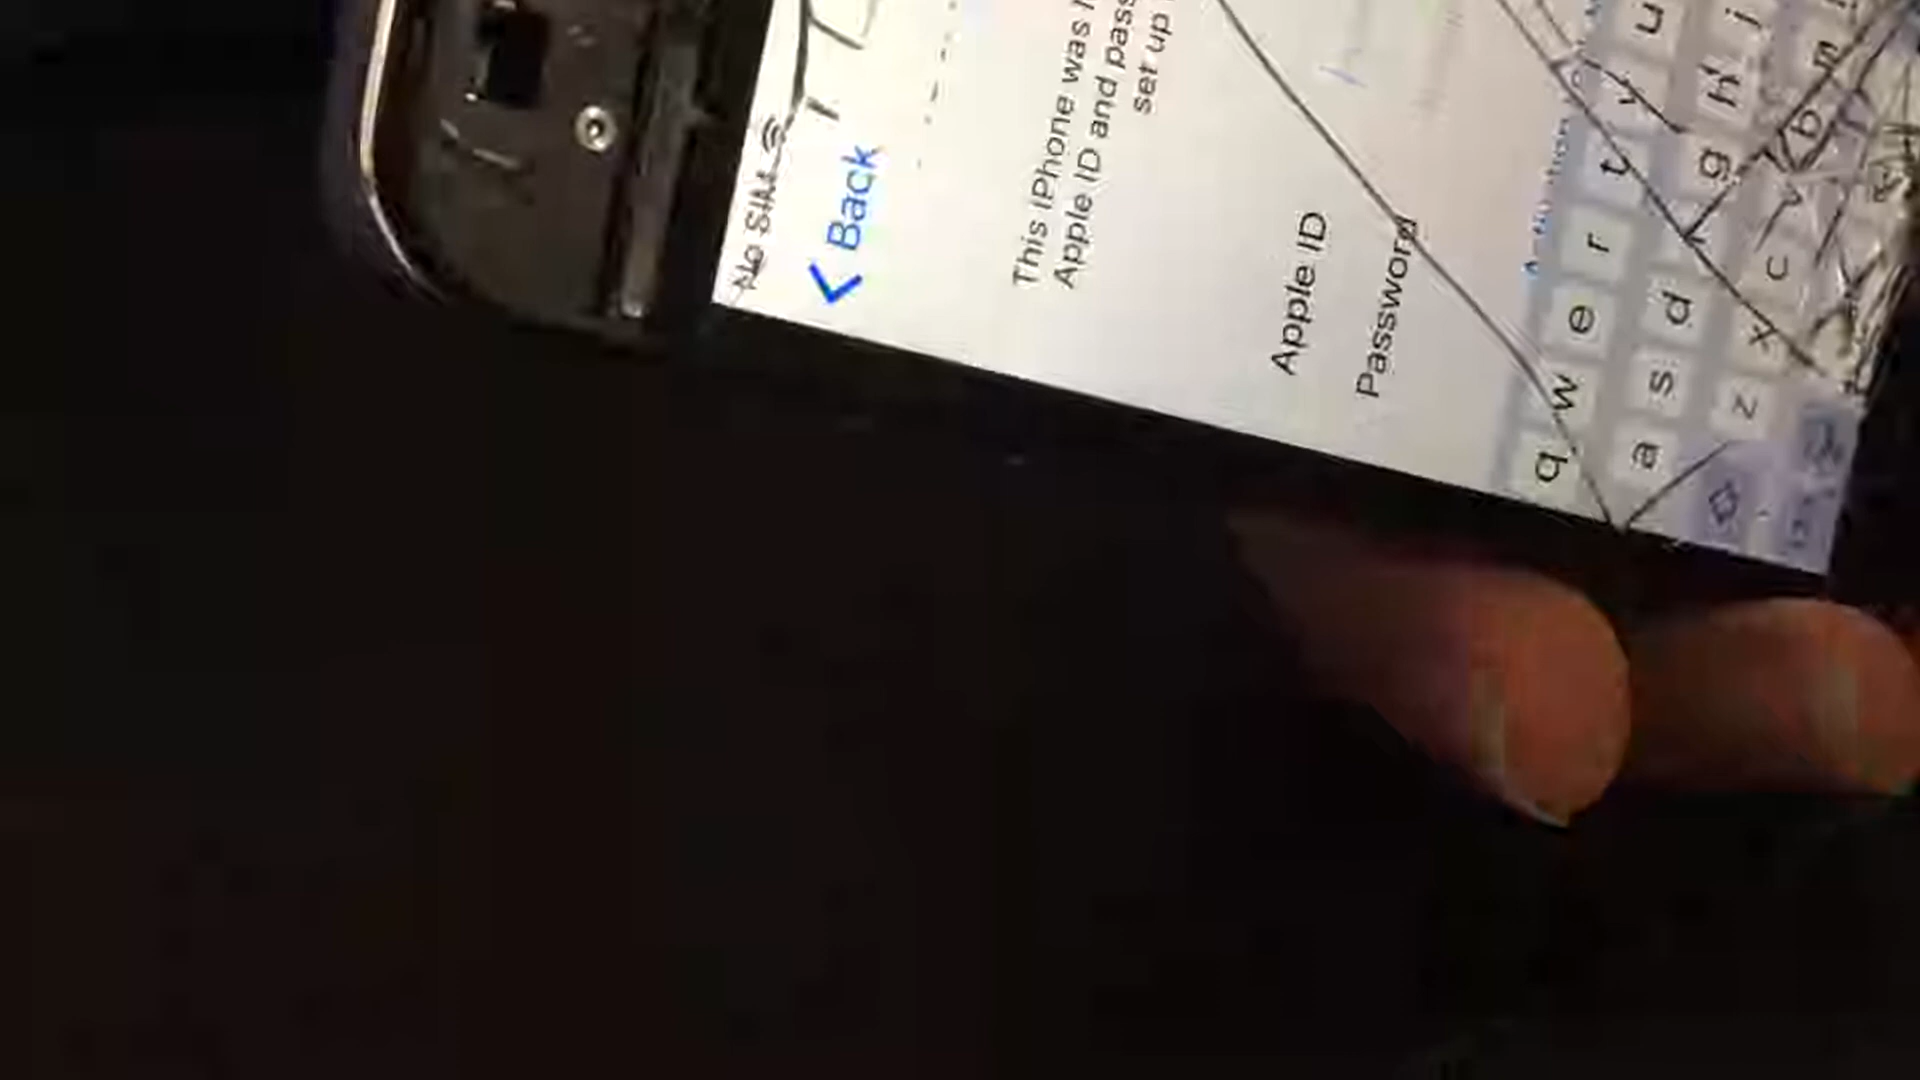 No SIM
Back
This iPhone was
Apple ID and pass
set up
Apple ID
Password
q w e r t y u
a s d g h j
z x c v b n